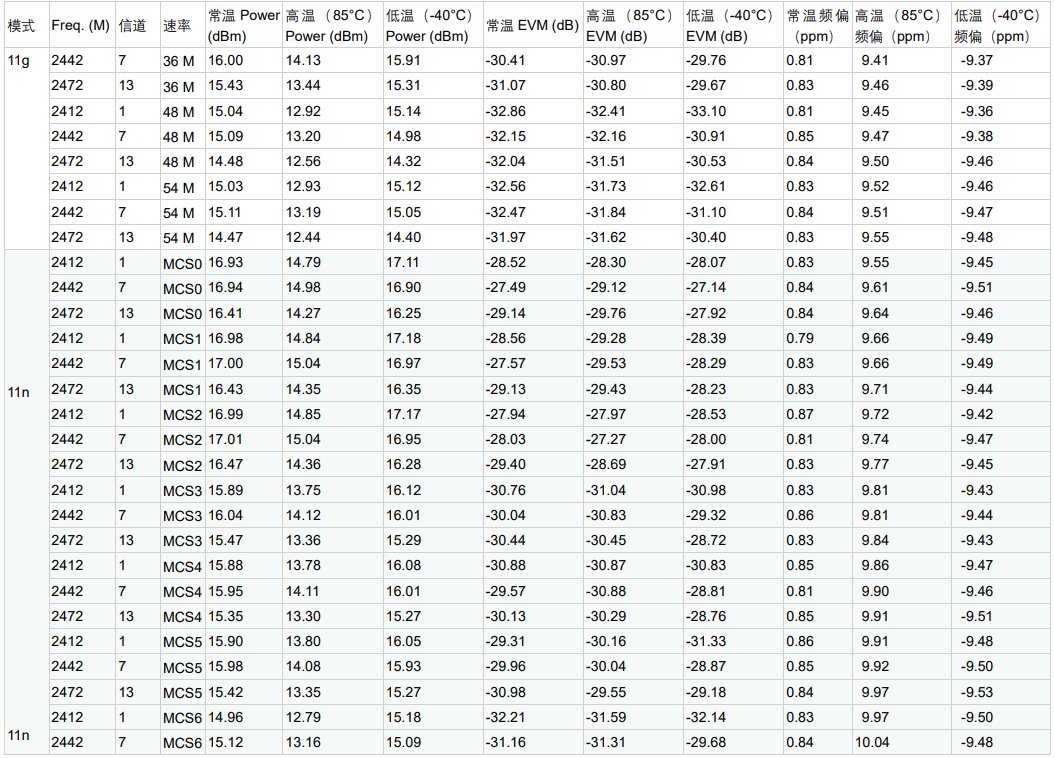 模式 Freq. (M) 信道 速率 常温 Power (dBm) 高温（85°C） Power (dBm) 低温（-40°C） Power (dBm) 常温 EVM (dB) 高温（85°C） EVM (dB) 低温（-40°C） EVM (dB) 常温频偏（ppm） 高温（85°C）频偏（ppm） 低温（-40°C）频偏（ppm）
11g 2442 7 36 M 16.00 14.13 15.91 -30.41 -30.97 -29.76 0.81 9.41 -9.37
2472 13 36 M 15.43 13.44 15.31 -31.07 -30.80 -29.67 0.83 9.46 -9.39
2412 1 48 M 15.04 12.92 15.14 -32.86 -32.41 -33.10 0.81 9.45 -9.36
2442 7 48 M 15.09 13.20 14.98 -32.15 -32.16 -30.91 0.85 9.47 -9.38
2472 13 48 M 14.48 12.56 14.32 -32.04 -31.51 -30.53 0.84 9.50 -9.46
2412 1 54 M 15.03 12.93 15.12 -32.56 -31.73 -32.61 0.83 9.52 -9.46
2442 7 54 M 15.11 13.19 15.05 -32.47 -31.84 -31.10 0.84 9.51 -9.47
2472 13 54 M 14.47 12.44 14.40 -31.97 -31.62 -30.40 0.83 9.55 -9.48
2412 1 MCS0 16.93 14.79 17.11 -28.52 -28.30 -28.07 0.83 9.55 -9.45
2442 7 MCS0 16.94 14.98 16.90 -27.49 -29.12 -27.14 0.84 9.61 -9.51
2472 13 MCS0 16.41 14.27 16.25 -29.14 -29.76 -27.92 0.84 9.64 -9.46
2412 1 MCS1 16.98 14.84 17.18 -28.56 -29.28 -28.39 0.79 9.66 -9.49
2442 7 MCS1 17.00 15.04 16.97 -27.57 -29.53 -28.29 0.83 9.66 -9.49
11n 2472 13 MCS1 16.43 14.35 16.35 -29.13 -29.43 -28.23 0.83 9.71 -9.44
2412 1 MCS2 16.99 14.85 17.17 -27.94 -27.97 -28.53 0.87 9.72 -9.42
2442 7 MCS2 17.01 15.04 16.95 -28.03 -27.27 -28.00 0.81 9.74 -9.47
2472 13 MCS2 16.47 14.36 16.28 -29.40 -28.69 -27.91 0.83 9.77 -9.45
2412 1 MCS3 15.89 13.75 16.12 -30.76 -31.04 -30.98 0.83 9.81 -9.43
2442 7 MCS3 16.04 14.12 16.01 -30.04 -30.83 -29.32 0.86 9.81 -9.44
2472 13 MCS3 15.47 13.36 15.29 -30.44 -30.45 -28.72 0.83 9.84 -9.43
2412 1 MCS4 15.88 13.78 16.08 -30.88 -30.87 -30.83 0.85 9.86 -9.47
2442 7 MCS4 15.95 14.11 16.01 -29.57 -30.88 -28.81 0.81 9.90 -9.46
2472 13 MCS4 15.35 13.30 15.27 -30.13 -30.29 -28.76 0.85 9.91 -9.51
2412 1 MCS5 15.90 13.80 16.05 -29.31 -30.16 -31.33 0.86 9.91 -9.48
2442 7 MCS5 15.98 14.08 15.93 -29.96 -30.04 -28.87 0.85 9.92 -9.50
2472 13 MCS5 15.42 13.35 15.27 -30.98 -29.55 -29.18 0.84 9.97 -9.53
2412 1 MCS6 14.96 12.79 15.18 -32.21 -31.59 -32.14 0.83 9.97 -9.50
11n 2442 7 MCS6 15.12 13.16 15.09 -31.16 -31.31 -29.68 0.84 10.04 -9.48